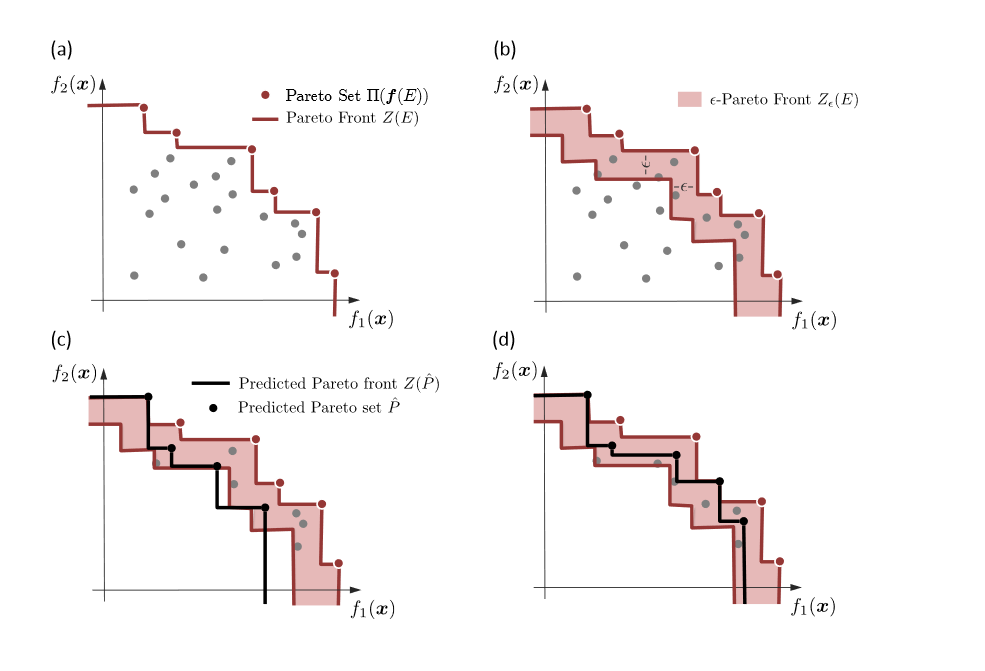 (a)
f₂(x)
Pareto Set Π(f(E))
Pareto Front Z(E)
f₁(x)
(b)
f₂(x)
ϵ-Pareto Front Zϵ(E)
ϵ
-ϵ-
f₁(x)
(c)
f₂(x)
Predicted Pareto front Z(P̂)
Predicted Pareto set P̂
f₁(x)
(d)
f₂(x)
f₁(x)